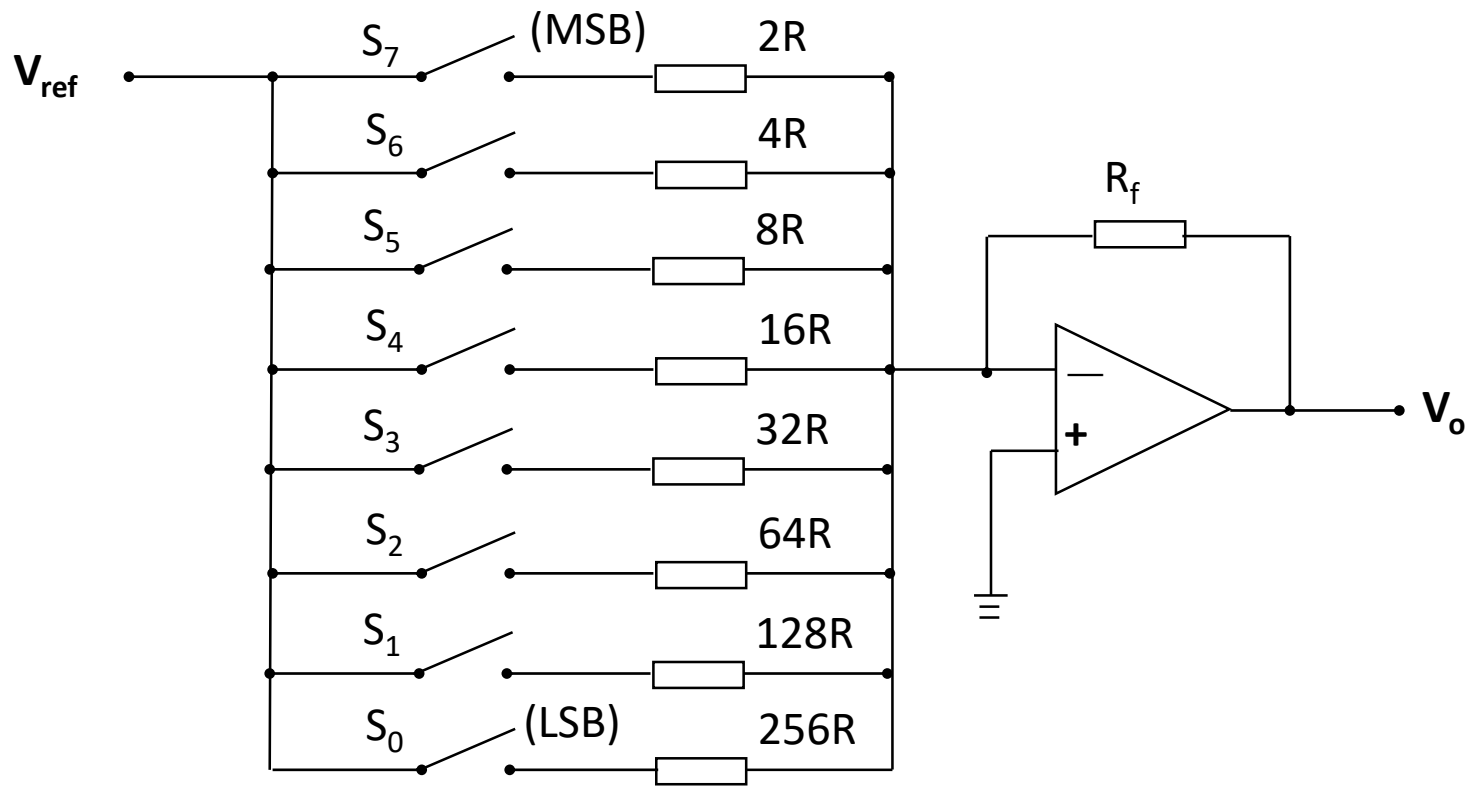 V_ref
S_7 (MSB) 2R
S_6 4R
S_5 8R
S_4 16R
S_3 32R
S_2 64R
S_1 128R
S_0 (LSB) 256R
R_f
—
+
V_o